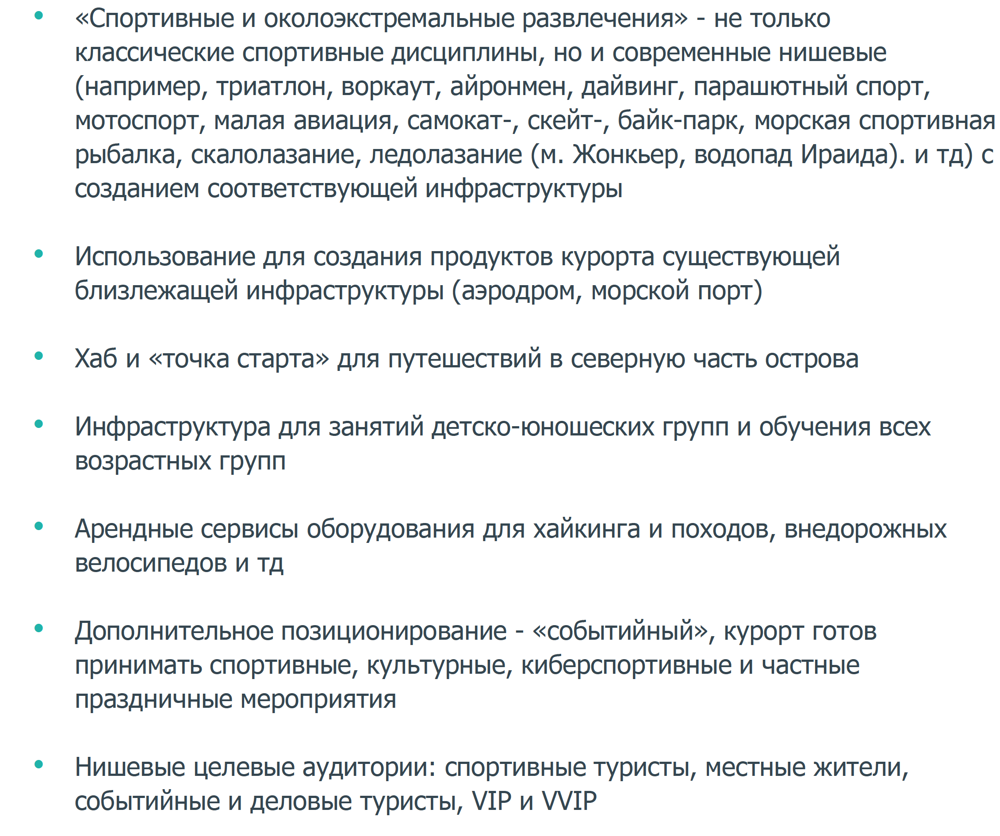 • «Спортивные и околоэкстремальные развлечения» - не только
классические спортивные дисциплины, но и современные нишевые
(например, триатлон, воркаут, айронмен, дайвинг, парашютный спорт,
мотоспорт, малая авиация, самокат-, скейт-, байк-парк, морская спортивная
рыбалка, скалолазание, ледолазание (м. Жонкьер, водопад Ираида). и тд) с
созданием соответствующей инфраструктуры
• Использование для создания продуктов курорта существующей
близлежащей инфраструктуры (аэродром, морской порт)
• Хаб и «точка старта» для путешествий в северную часть острова
• Инфраструктура для занятий детско-юношеских групп и обучения всех
возрастных групп
• Арендные сервисы оборудования для хайкинга и походов, внедорожных
велосипедов и тд
• Дополнительное позиционирование - «событийный», курорт готов
принимать спортивные, культурные, киберспортивные и частные
праздничные мероприятия
• Нишевые целевые аудитории: спортивные туристы, местные жители,
событийные и деловые туристы, VIP и VVIP